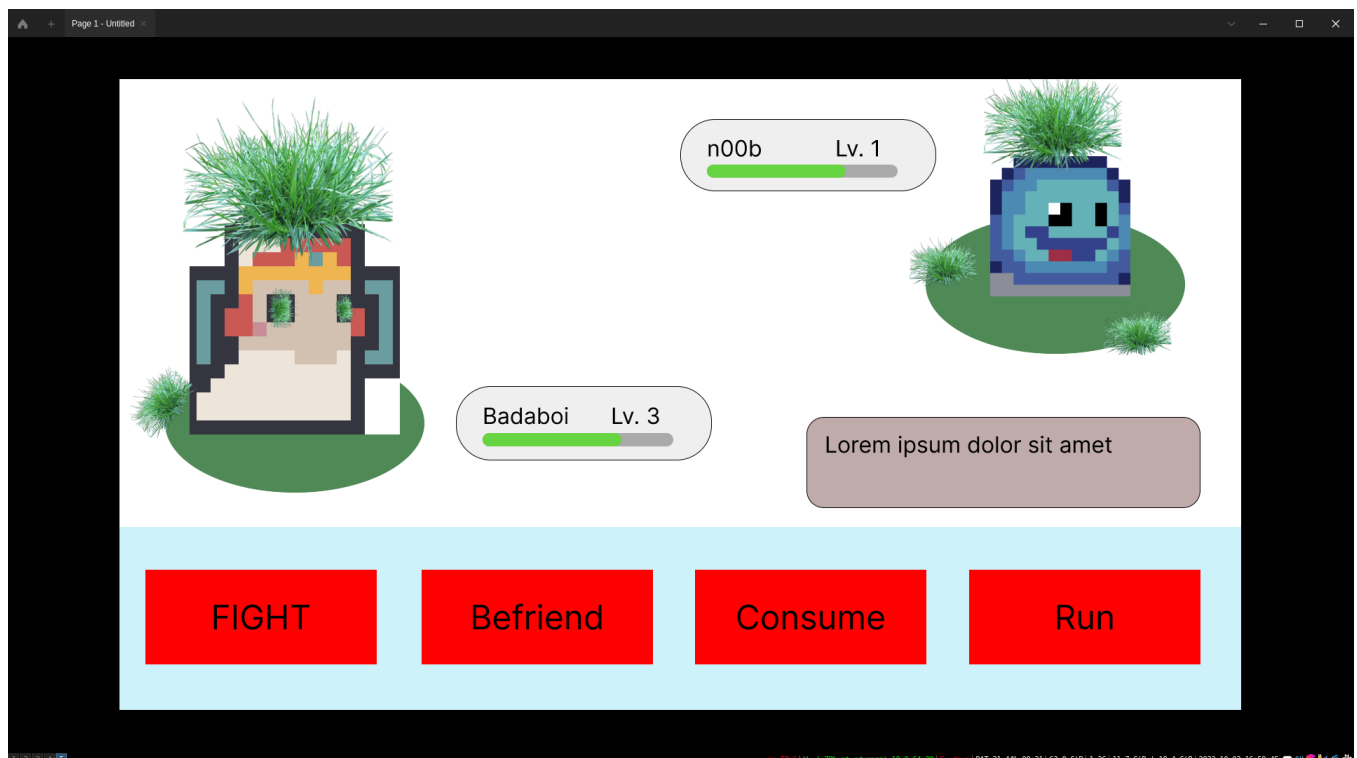 Page 1 - Untitled
n00b Lv. 1
Badaboi Lv. 3
Lorem ipsum dolor sit amet
FIGHT
Befriend
Consume
Run